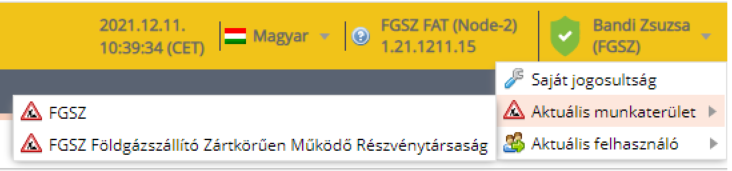 2021.12.11.
10:39:34 (CET)
Magyar
FGSZ FAT (Node-2)
1.21.1211.15
Bandi Zsuzsa
(FGSZ)
Saját jogosultság
Aktuális munkaterület
Aktuális felhasználó
FGSZ
FGSZ Földgázszállító Zártkörűen Működő Részvénytársaság